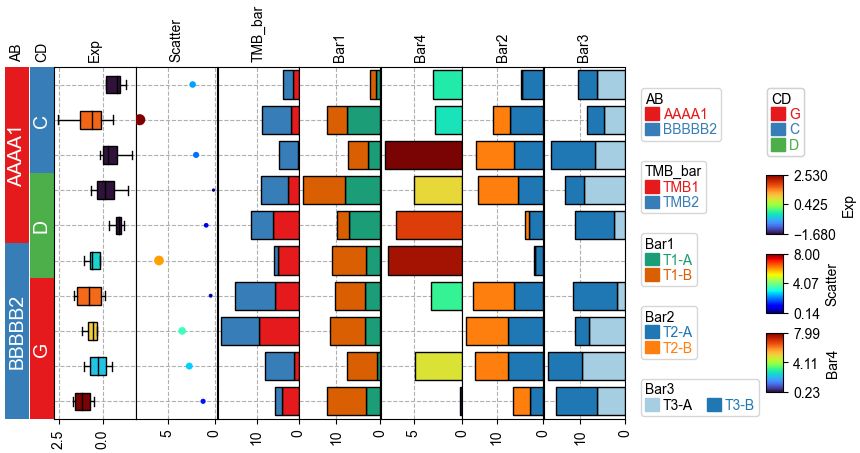 AB
CD
Exp
Scatter
TMB_bar
Bar1
Bar4
Bar2
Bar3
AAAA1
BBBBB2
C
D
G
2.5
0.0
5
0
10
0
10
0
5
0
10
0
10
0
AB
AAAA1
BBBBB2
TMB_bar
TMB1
TMB2
Bar1
T1-A
T1-B
Bar2
T2-A
T2-B
Bar3
T3-A T3-B
CD
G
C
D
2.530
0.425
−1.680
Exp
8.00
4.07
0.14
Scatter
7.99
4.11
0.23
Bar4